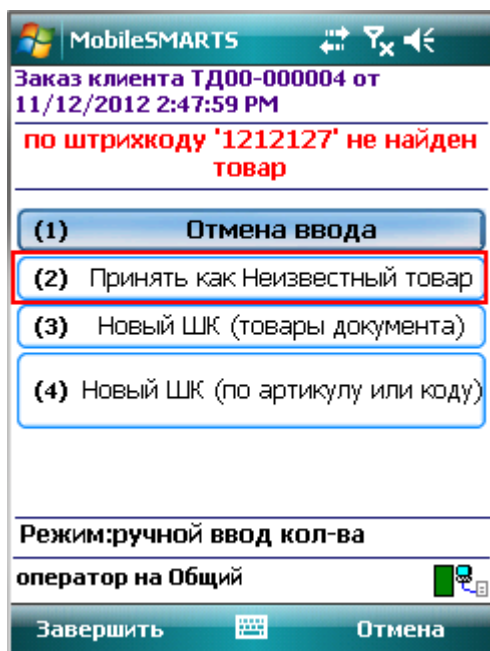 MobileSMARTS
Заказ клиента ТД00-000004 от
11/12/2012 2:47:59 PM
по штрихкоду '1212127' не найден
товар
(1) Отмена ввода
(2) Принять как Неизвестный товар
(3) Новый ШК (товары документа)
(4) Новый ШК (по артикулу или коду)
Режим:ручной ввод кол-ва
оператор на Общий
Завершить Отмена